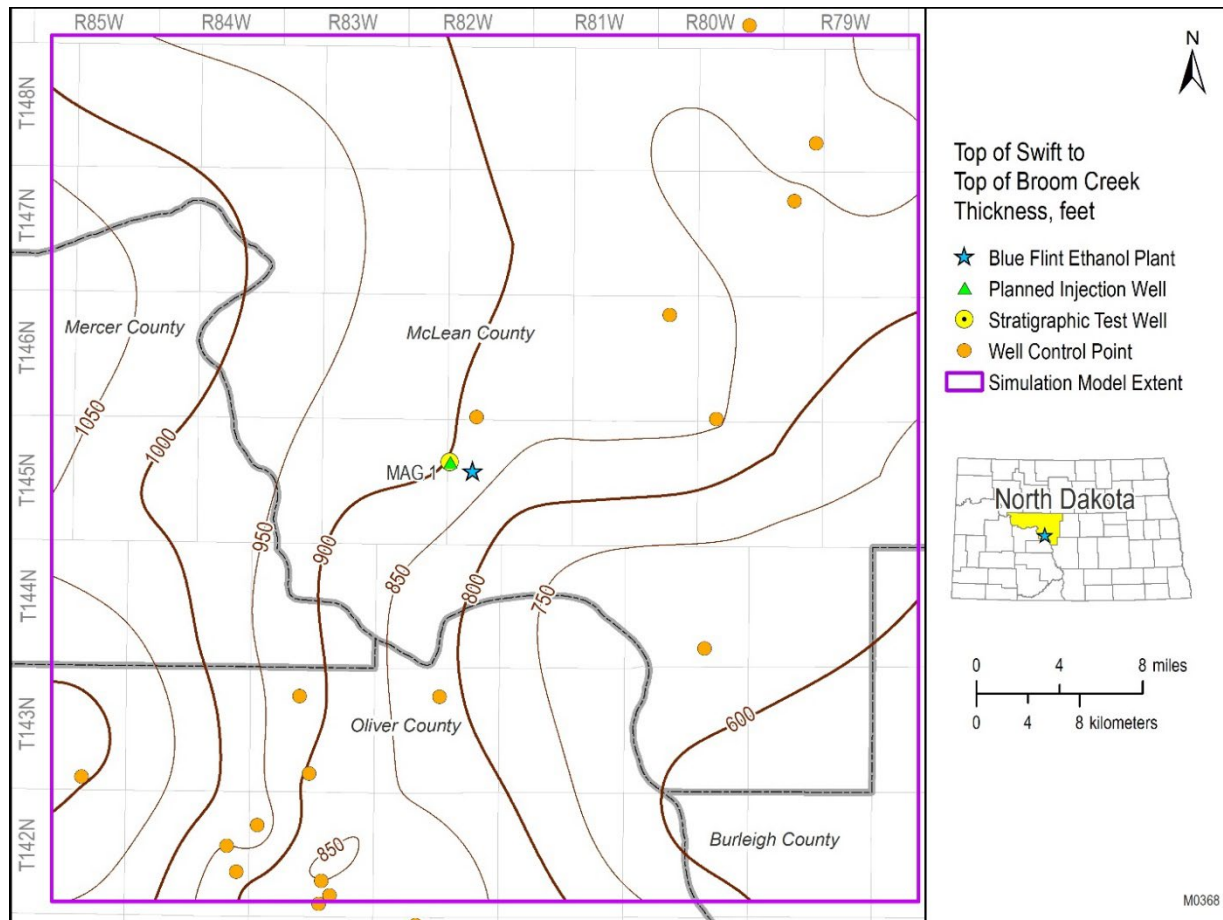 R85W R84W R83W R82W R81W R80W R79W
T148N
T147N
T146N
T145N
T144N
T143N
T142N
Mercer County
McLean County
Oliver County
Burleigh County
MAG 1
1050
1000
950
900
850
800
750
600
850
N
Top of Swift to
Top of Broom Creek
Thickness, feet
Blue Flint Ethanol Plant
Planned Injection Well
Stratigraphic Test Well
Well Control Point
Simulation Model Extent
North Dakota
0 4 8 miles
0 4 8 kilometers
M0368